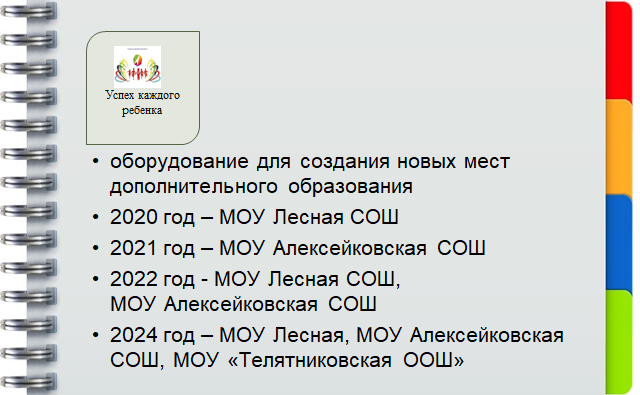 Успех каждого
ребенка
• оборудование для создания новых мест
дополнительного образования
• 2020 год – МОУ Лесная СОШ
• 2021 год – МОУ Алексейковская СОШ
• 2022 год - МОУ Лесная СОШ,
МОУ Алексейковская СОШ
• 2024 год – МОУ Лесная, МОУ Алексейковская
СОШ, МОУ «Телятниковская ООШ»